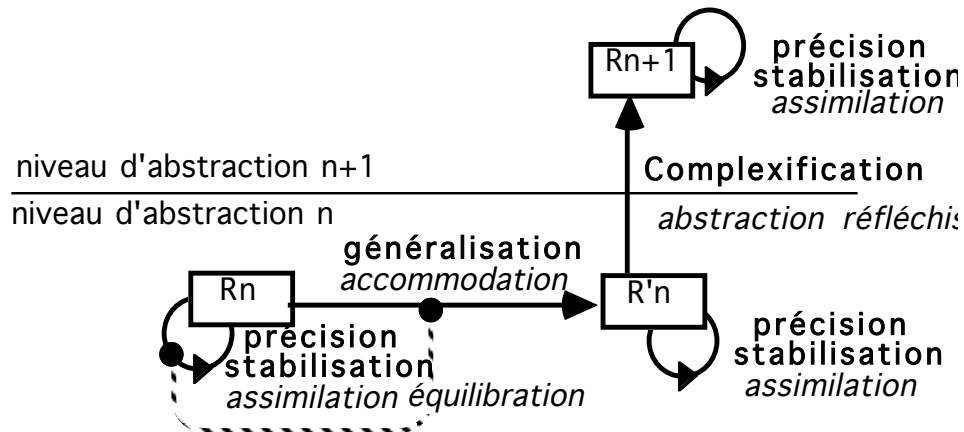 Rn+1
précision
stabilisation
assimilation
niveau d'abstraction n+1
Complexification
niveau d'abstraction n
abstraction réfléchis
généralisation
accommodation
Rn
R'n
précision
stabilisation
assimilation équilibration
précision
stabilisation
assimilation